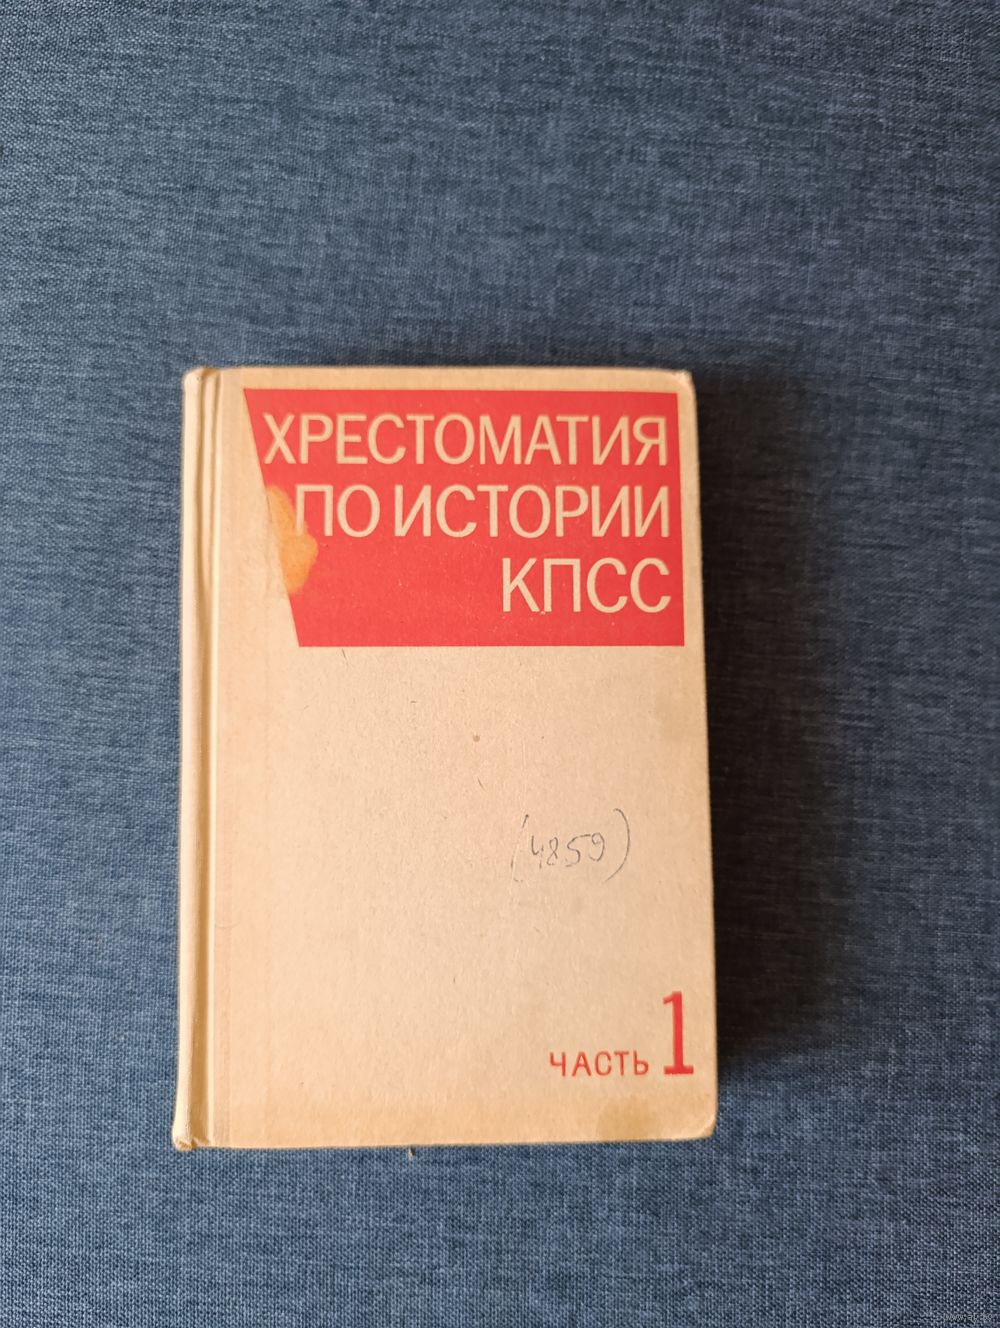 ХРЕСТОМАТИЯ
ПО ИСТОРИИ
КПСС
(4859)
ЧАСТЬ 1